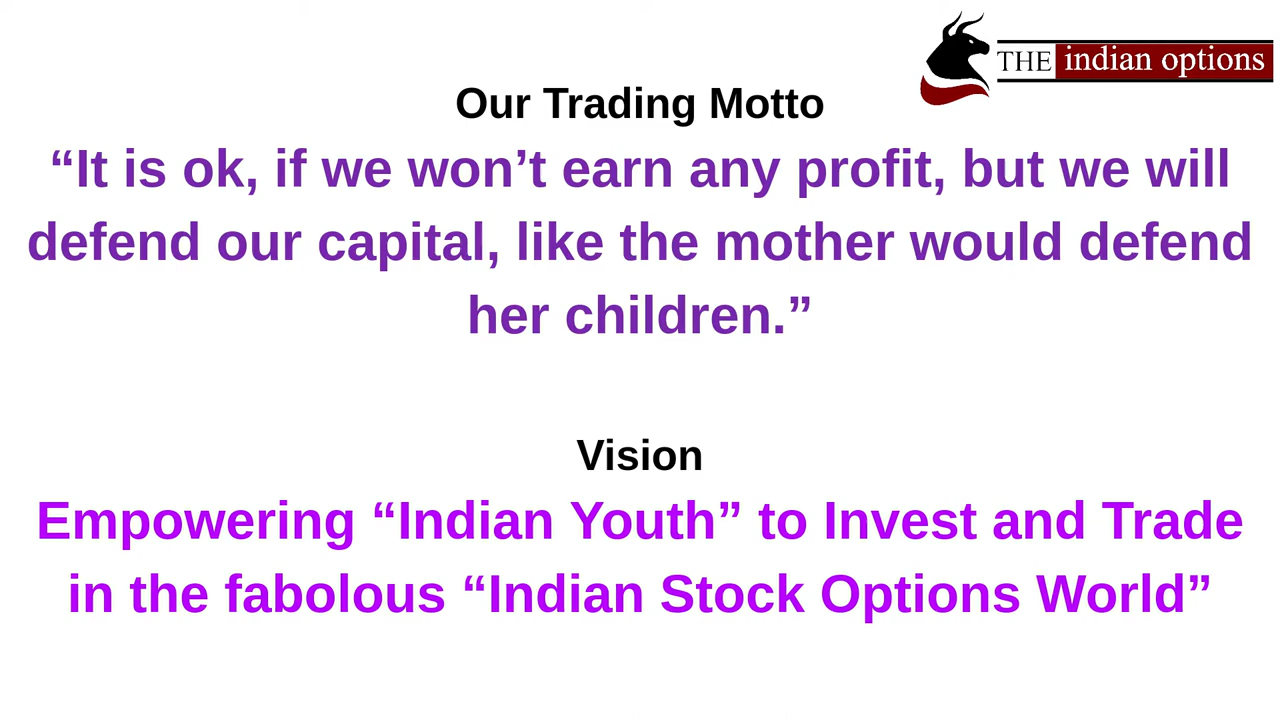 THE indian options
Our Trading Motto
“It is ok, if we won’t earn any profit, but we will
defend our capital, like the mother would defend
her children.”
Vision
Empowering “Indian Youth” to Invest and Trade
in the fabolous “Indian Stock Options World”